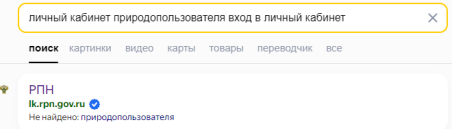 личный кабинет природопользователя вход в личный кабинет
поиск картинки видео карты товары переводчик все
РПН
lk.rpn.gov.ru
Не найдено: природопользователя